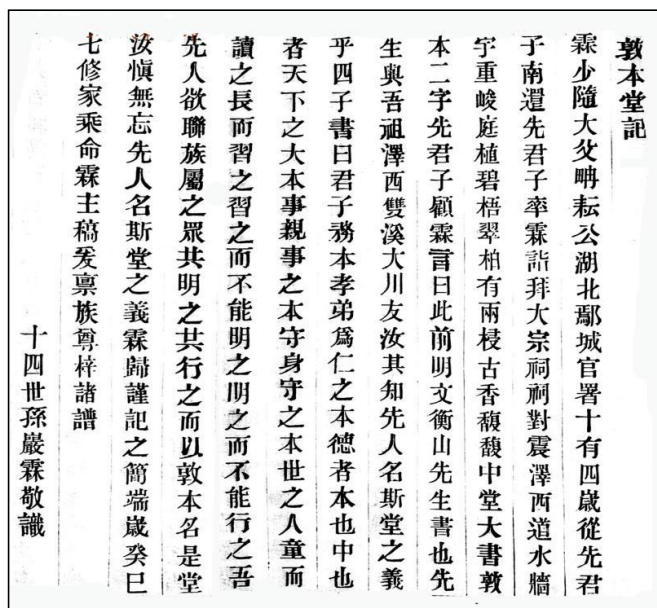 敦本堂記
霖少隨大父畊耘公湖北鄢城官署十有四歲從先君
子南還先君子率霖詣拜大宗祠祠對震澤西道水牆
宇重峻庭植碧梧翠柏有兩梫古香馥馥中堂大書敦
本二字先君子顧霖言曰此前明文衡山先生書也先
生與吾祖澤西雙溪大川友汝其知先人名斯堂之義
乎四子書曰君子務本孝弟爲仁之本德者本也中也
者天下之大本事親事之本守身守之本世之人童而
讀之長而習之習之而不能明之明之而不能行之吾
先人欲聯族屬之眾共明之共行之而以敦本名是堂
汝愼無忘先人名斯堂之義霖歸謹記之簡端歲癸巳
七修家乘命霖主稿爰稟族尊梓諸譜
十四世孫嚴霖敬識